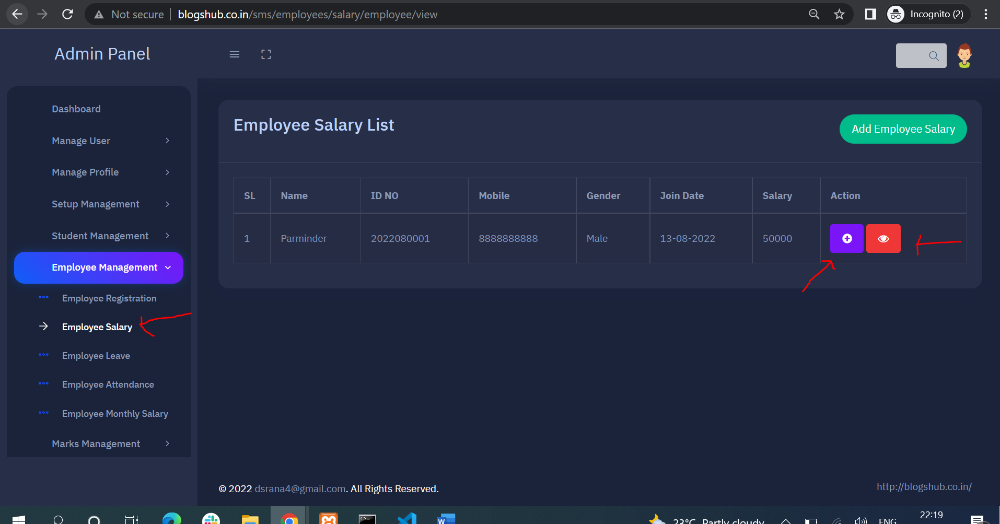 Not secure | blogshub.co.in/sms/employees/salary/employee/view
Incognito (2)
Admin Panel
Dashboard
Manage User
Manage Profile
Setup Management
Student Management
Employee Management
Employee Registration
Employee Salary
Employee Leave
Employee Attendance
Employee Monthly Salary
Marks Management
Employee Salary List
Add Employee Salary
SL Name ID NO Mobile Gender Join Date Salary Action
1 Parminder 2022080001 8888888888 Male 13-08-2022 50000
© 2022 dsrana4@gmail.com. All Rights Reserved.
http://blogshub.co.in/
23°C Partly cloudy
ENG
22:19